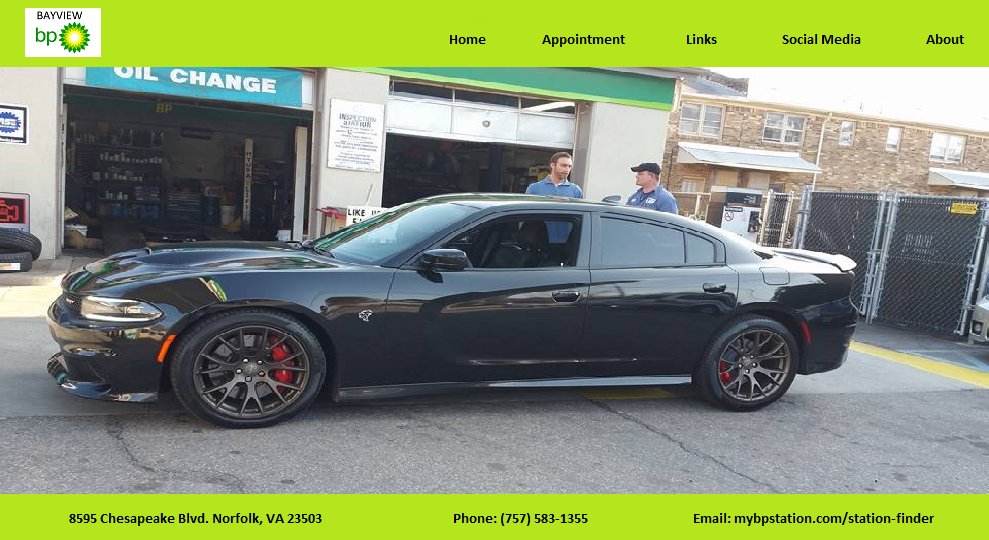 BAYVIEW
bp
Home
Appointment
Links
Social Media
About
OIL CHANGE
BP
INSPECTION
STATION
LIKE
8595 Chesapeake Blvd. Norfolk, VA 23503
Phone: (757) 583-1355
Email: mybpstation.com/station-finder